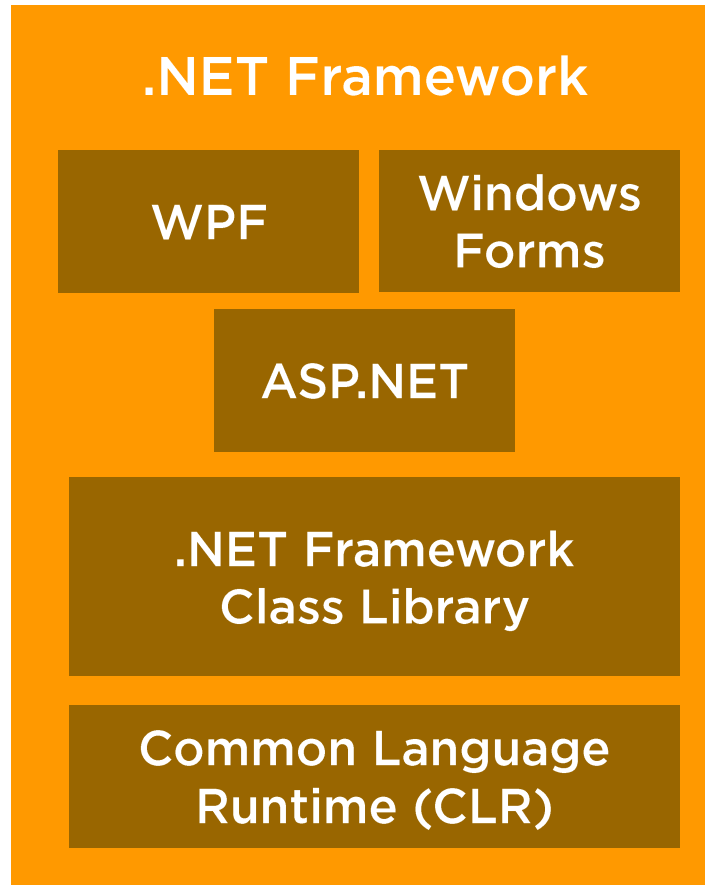 .NET Framework
WPF
Windows
Forms
ASP.NET
.NET Framework
Class Library
Common Language
Runtime (CLR)